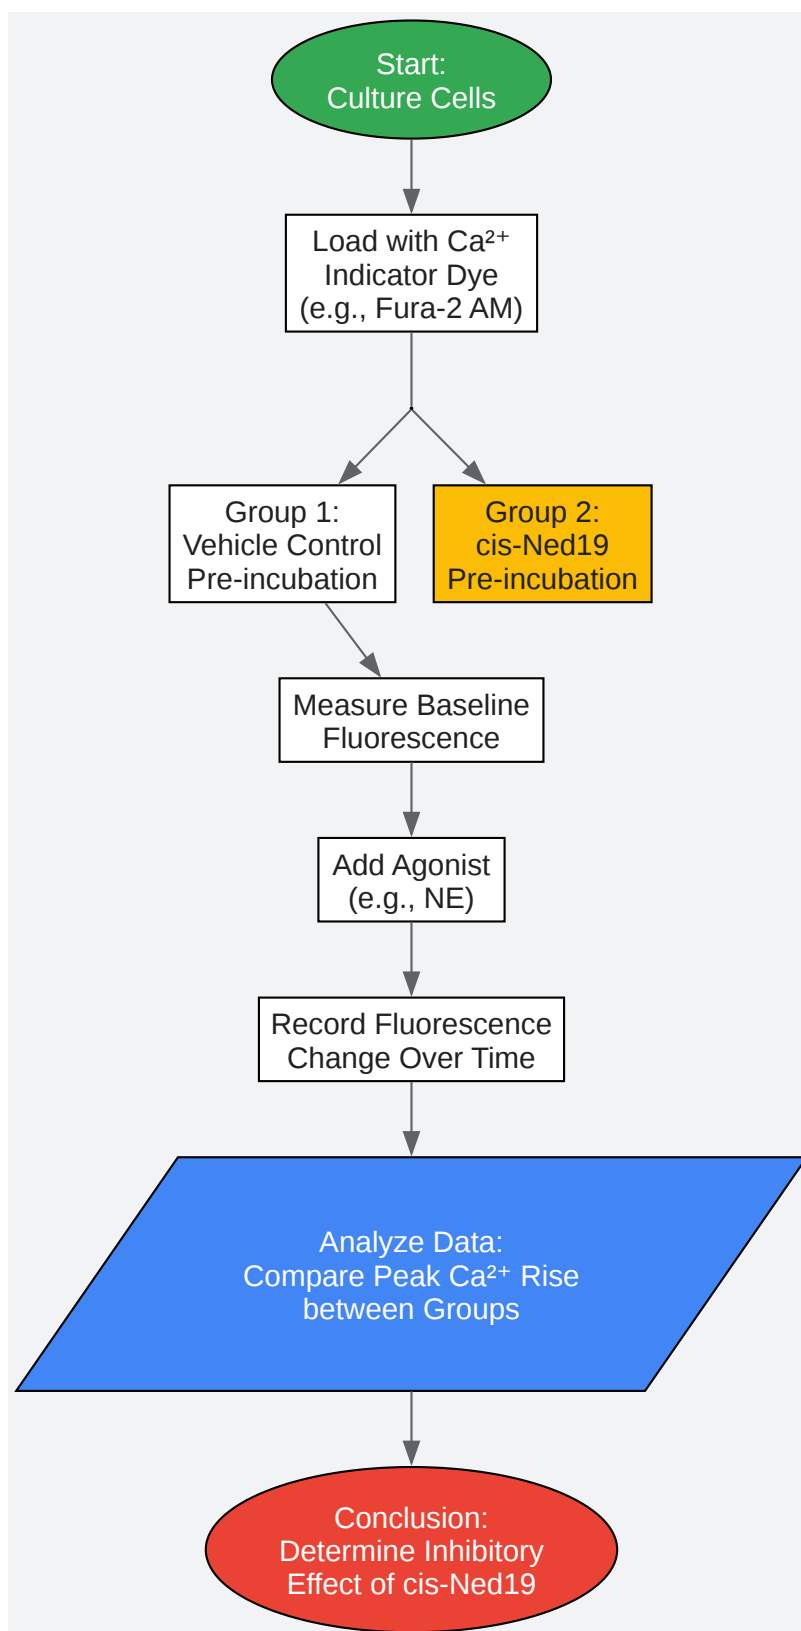 Start:
Culture Cells
Load with Ca²⁺
Indicator Dye
(e.g., Fura-2 AM)
Group 1:
Vehicle Control
Pre-incubation
Group 2:
cis-Ned19
Pre-incubation
Measure Baseline
Fluorescence
Add Agonist
(e.g., NE)
Record Fluorescence
Change Over Time
Analyze Data:
Compare Peak Ca²⁺ Rise
between Groups
Conclusion:
Determine Inhibitory
Effect of cis-Ned19